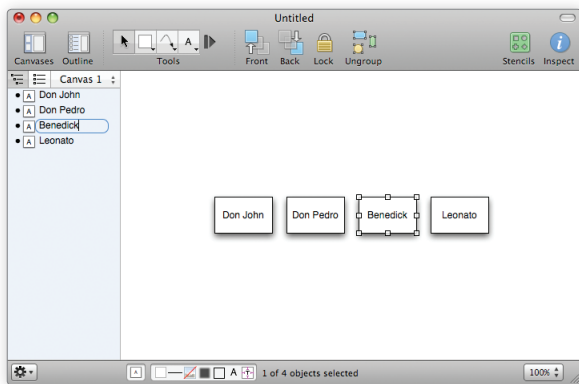 Untitled
Canvases Outline Tools Front Back Lock Ungroup Stencils Inspect
A
Canvas 1
A Don John
A Don Pedro
A Benedick
A Leonato
Don John Don Pedro Benedick Leonato
A A 1 of 4 objects selected 100%